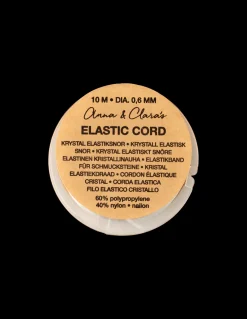 10 M • DIA. 0,6 MM
Anna & Clara's
ELASTIC CORD
KRYSTAL ELASTIKSNOR • KRYSTALL ELASTISK
SNOR • KRYSTAL ELASTISKT SNÖRE
ELASTINEN KRISTALLINAUHA • ELASTIKBAND
FÜR SCHMUCKSTEINE • KRISTAL
ELASTIEKDRAAD • CORDON ÉLASTIQUE
CRISTAL • CORDA ELASTICA
FILO ELASTICO CRISTALLO
60% polypropylene
40% nylon • nailon